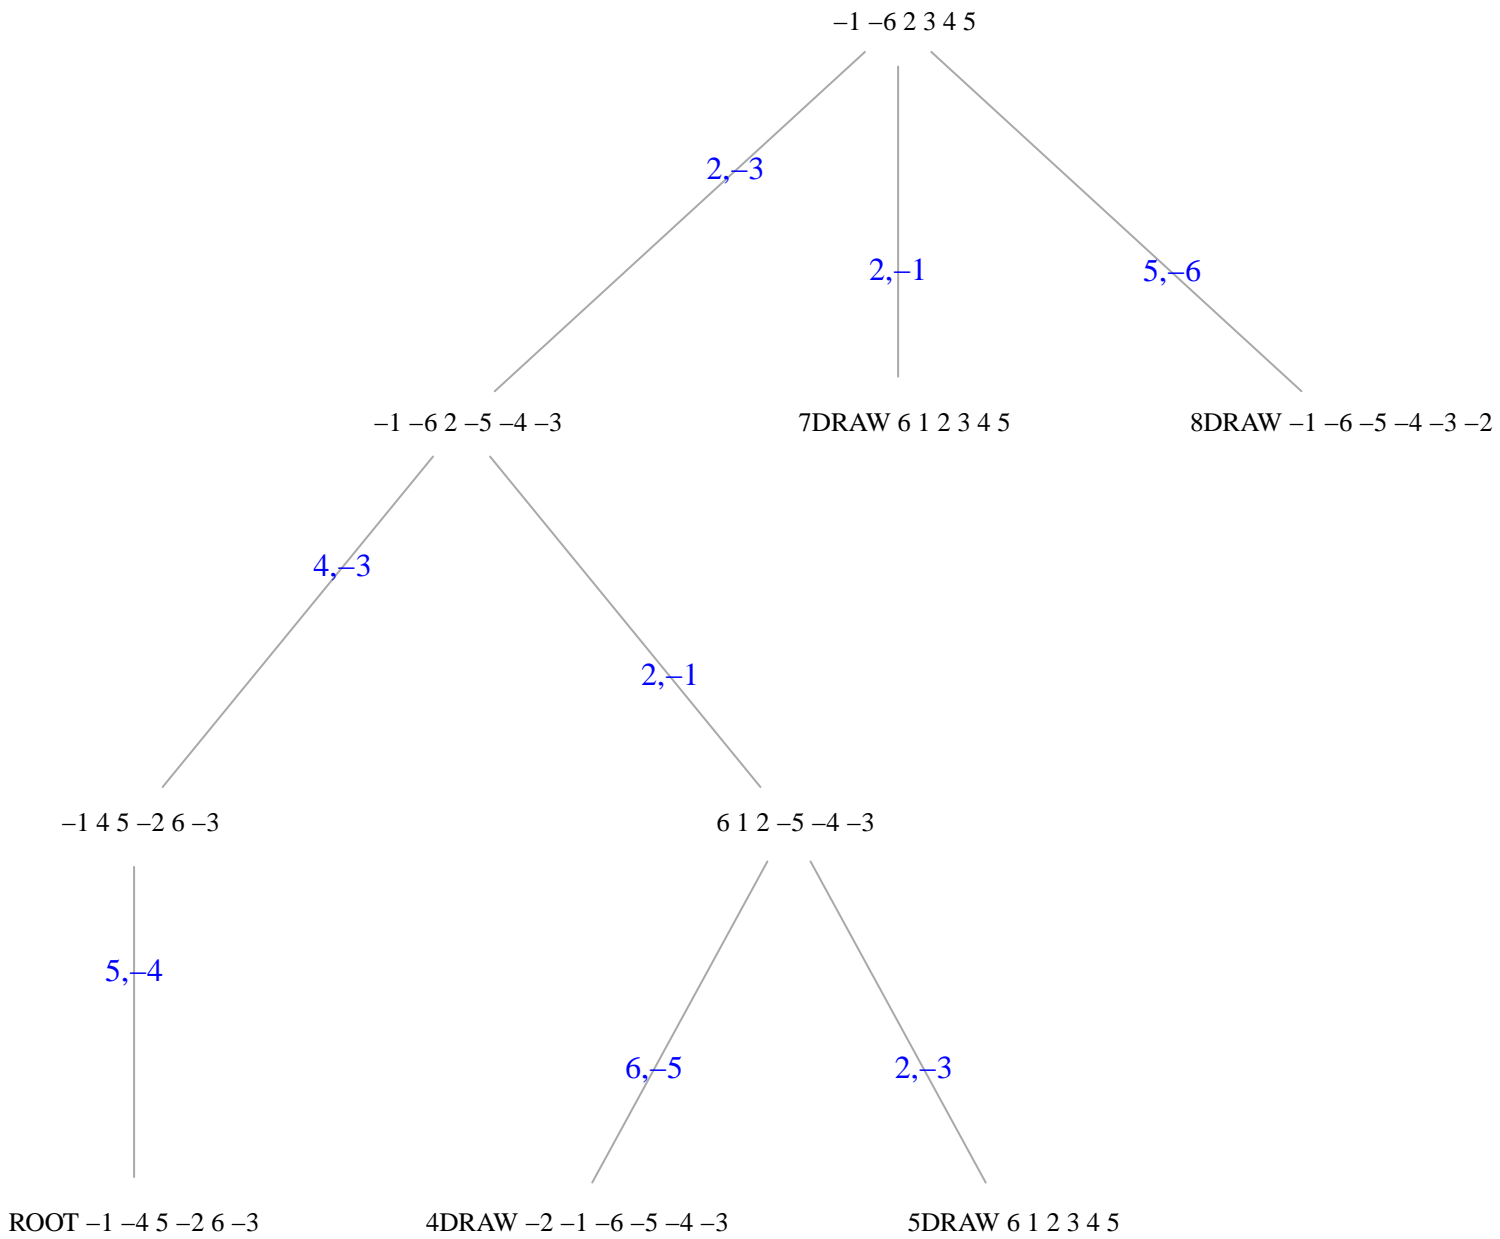 –1 –6 2 3 4 5
2,–3
2,–1
5,–6
–1 –6 2 –5 –4 –3
7DRAW 6 1 2 3 4 5
8DRAW –1 –6 –5 –4 –3 –2
4,–3
2,–1
–1 4 5 –2 6 –3
6 1 2 –5 –4 –3
5,–4
6,–5
2,–3
ROOT –1 –4 5 –2 6 –3
4DRAW –2 –1 –6 –5 –4 –3
5DRAW 6 1 2 3 4 5